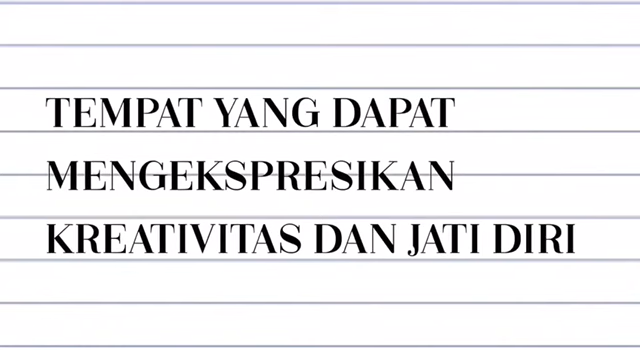 TEMPAT YANG DAPAT
MENGEKSPRESIKAN
KREATIVITAS DAN JATI DIRI